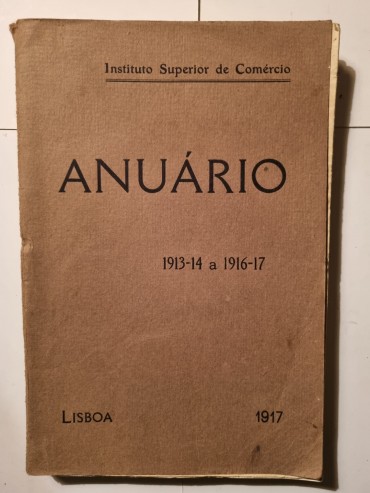 Instituto Superior de Comércio
ANUÁRIO
1913-14 a 1916-17
LISBOA 1917